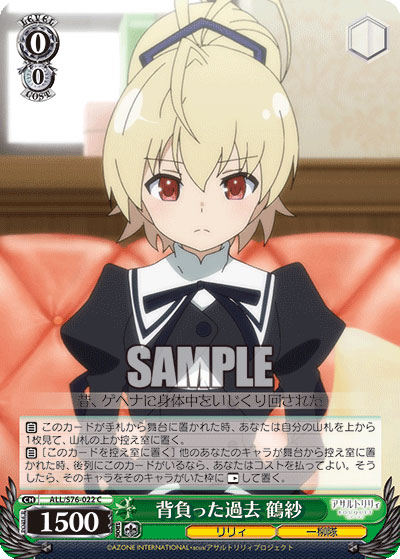 LEVEL
0
0
COST
SAMPLE
昔、ゲヘナに身体中をいじくり回された
自 このカードが手札から舞台に置かれた時、あなたは自分の山札を上から
1枚見て、山札の上か控え室に置く。
自 [このカードを控え室に置く] 他のあなたのキャラが舞台から控え室に置か
れた時、後列にこのカードがいるなら、あなたはコストを払ってよい。そう
したら、そのキャラをそのキャラがいた枠に置く。
CH ALL/S76-022 C
1500
背負った過去 鶴紗
リリィ
一柳隊
アサルトリリィ
BOUQUET
©AZONE INTERNATIONAL・acus/アサルトリリィプロジェクト